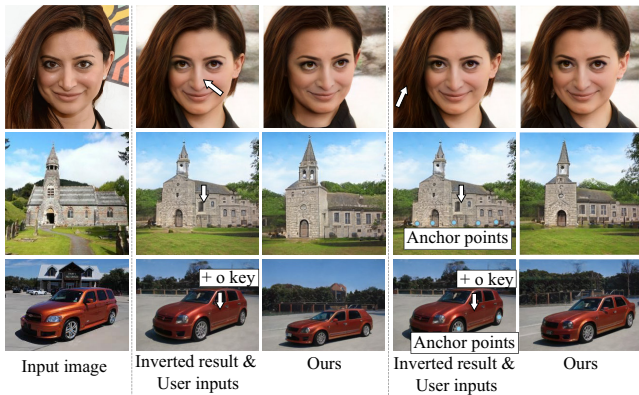 Anchor points
+ o key
+ o key
Anchor points
Input image
Inverted result &
User inputs
Ours
Inverted result &
User inputs
Ours